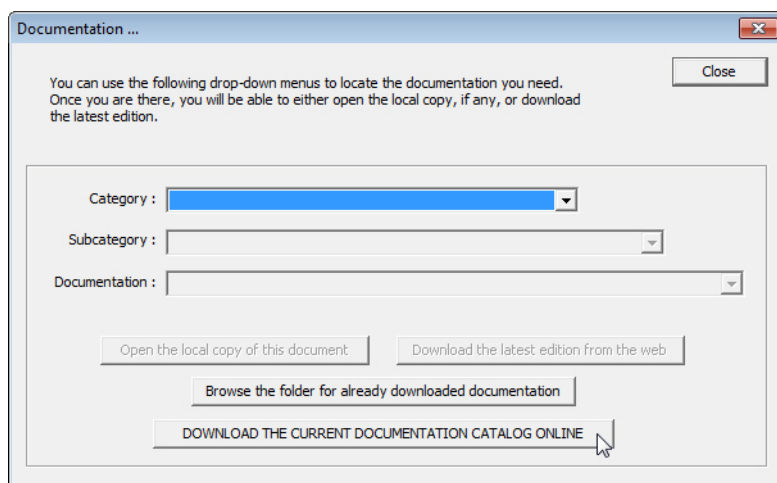 Documentation ...
Close
You can use the following drop-down menus to locate the documentation you need.
Once you are there, you will be able to either open the local copy, if any, or download
the latest edition.
Category :
Subcategory :
Documentation :
Open the local copy of this document
Download the latest edition from the web
Browse the folder for already downloaded documentation
DOWNLOAD THE CURRENT DOCUMENTATION CATALOG ONLINE